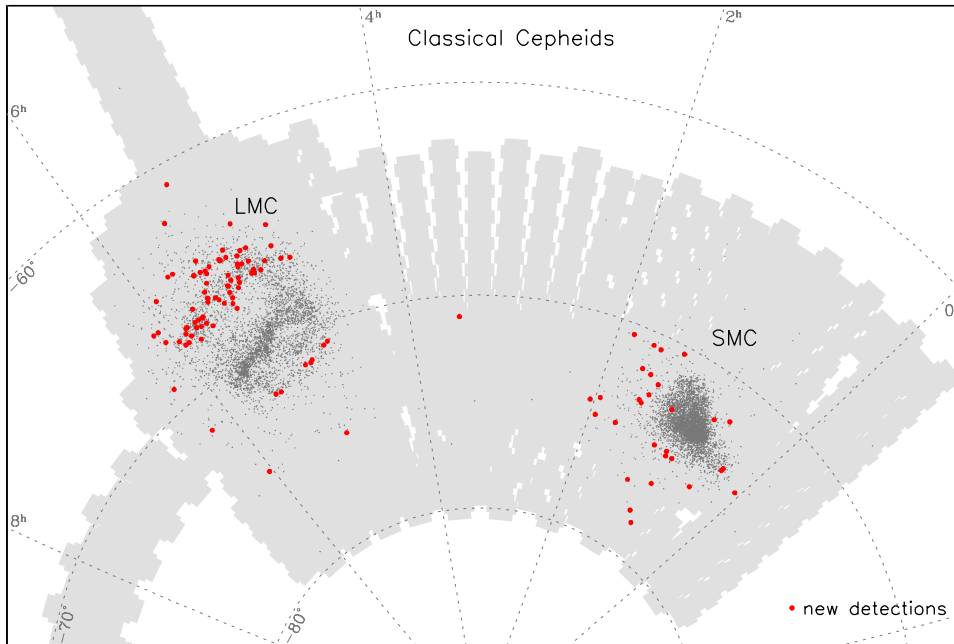 4ʰ
2ʰ
Classical Cepheids
6ʰ
LMC
-60°
0
SMC
8ʰ
-70°
-80°
new detections